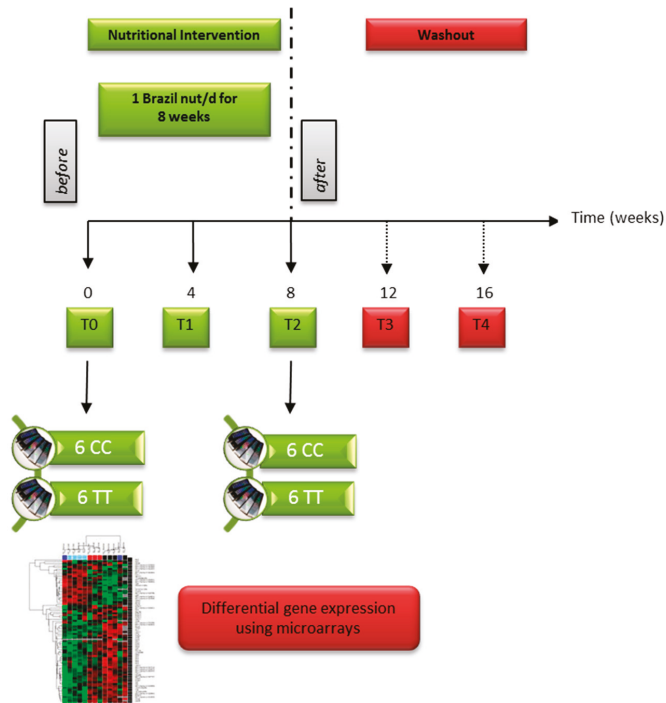 Nutritional Intervention
Washout
1 Brazil nut/d for
8 weeks
before
after
Time (weeks)
0
4
8
12
16
T0
T1
T2
T3
T4
6 CC
6 CC
6 TT
6 TT
Differential gene expression
using microarrays